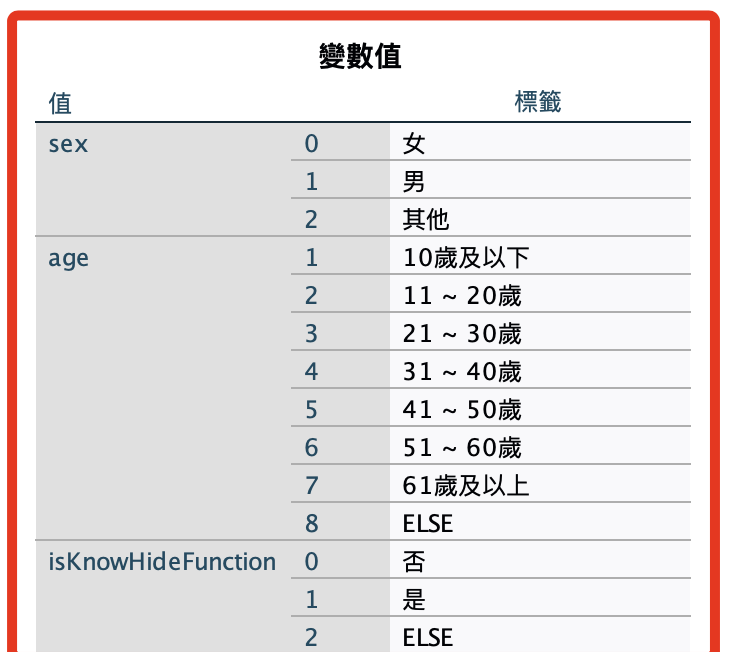 變數值
值 標籤
sex 0 女
1 男
2 其他
age 1 10歲及以下
2 11 ~ 20歲
3 21 ~ 30歲
4 31 ~ 40歲
5 41 ~ 50歲
6 51 ~ 60歲
7 61歲及以上
8 ELSE
isKnowHideFunction 0 否
1 是
2 ELSE